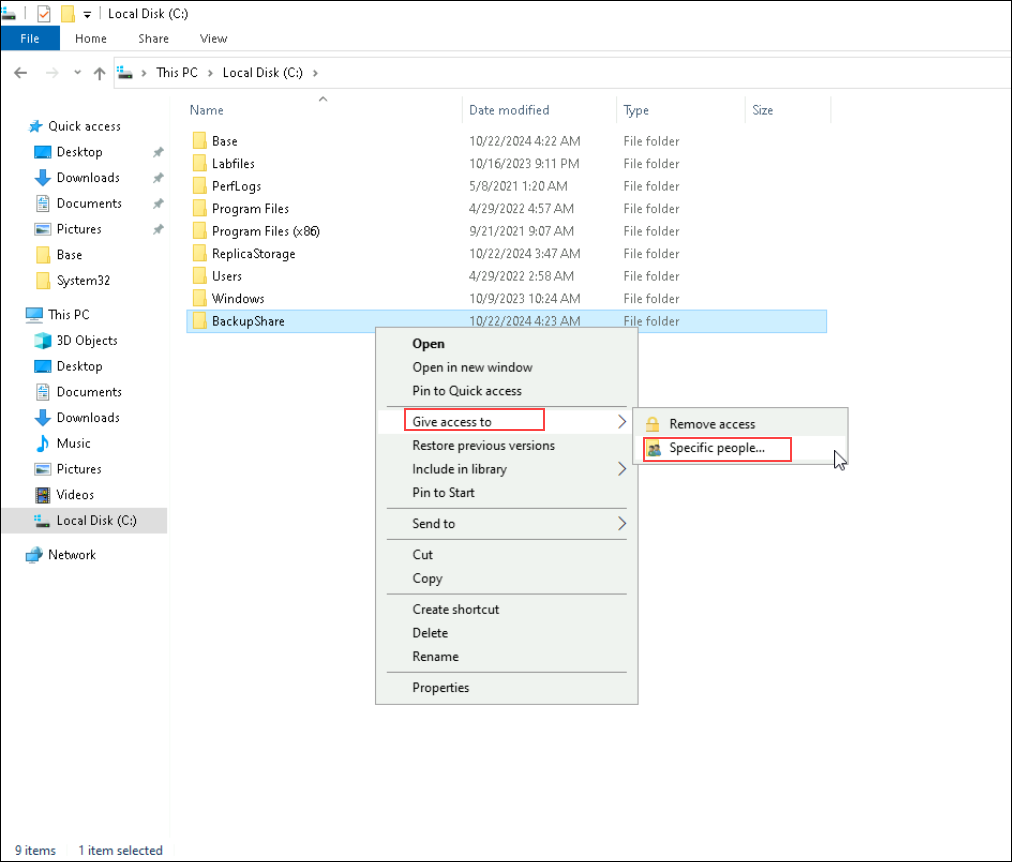 Local Disk (C:)
File Home Share View
This PC Local Disk (C:)
Name Date modified Type Size
Quick access
Desktop
Downloads
Documents
Pictures
Base
System32
This PC
3D Objects
Desktop
Documents
Downloads
Music
Pictures
Videos
Local Disk (C:)
Network
Base 10/22/2024 4:22 AM File folder
Labfiles 10/16/2023 9:11 PM File folder
PerfLogs 5/8/2021 1:20 AM File folder
Program Files 4/29/2022 4:57 AM File folder
Program Files (x86) 9/21/2021 9:07 AM File folder
ReplicaStorage 10/22/2024 3:47 AM File folder
Users 4/29/2022 2:58 AM File folder
Windows 10/9/2023 10:24 AM File folder
BackupShare 10/22/2024 4:23 AM File folder
Open
Open in new window
Pin to Quick access
Give access to
Restore previous versions
Include in library
Pin to Start
Send to
Cut
Copy
Create shortcut
Delete
Rename
Properties
Remove access
Specific people...
9 items 1 item selected